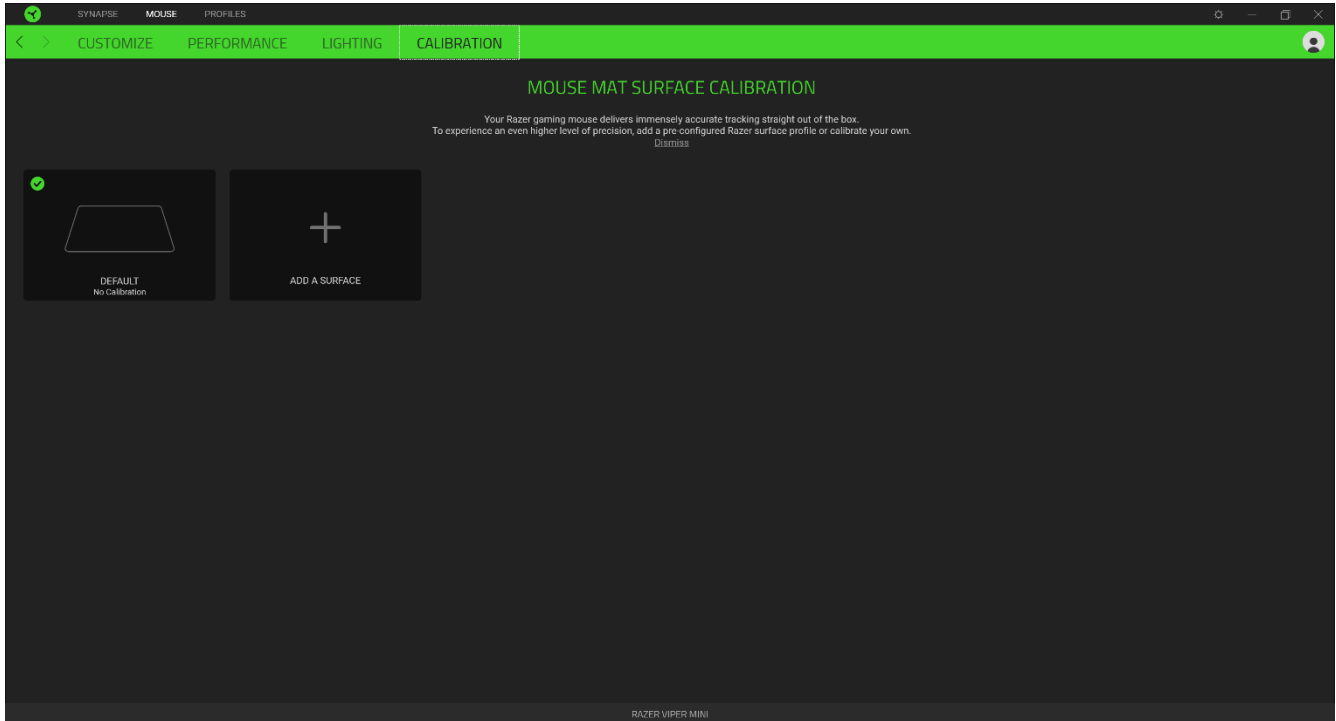 SYNAPSE MOUSE PROFILES
CUSTOMIZE PERFORMANCE LIGHTING CALIBRATION
MOUSE MAT SURFACE CALIBRATION
Your Razer gaming mouse delivers immensely accurate tracking straight out of the box.
To experience an even higher level of precision, add a pre-configured Razer surface profile or calibrate your own.
Dismiss
DEFAULT
No Calibration
ADD A SURFACE
RAZER VIPER MINI